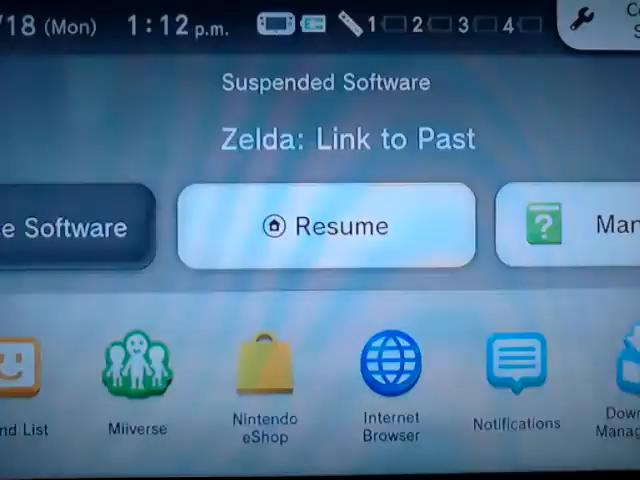 /18 (Mon) 1:12 p.m. 1 2 3 4
Suspended Software
Zelda: Link to Past
e Software
Resume
? Man
nd List
Miiverse
Nintendo
eShop
Internet
Browser
Notifications
Down
Manag